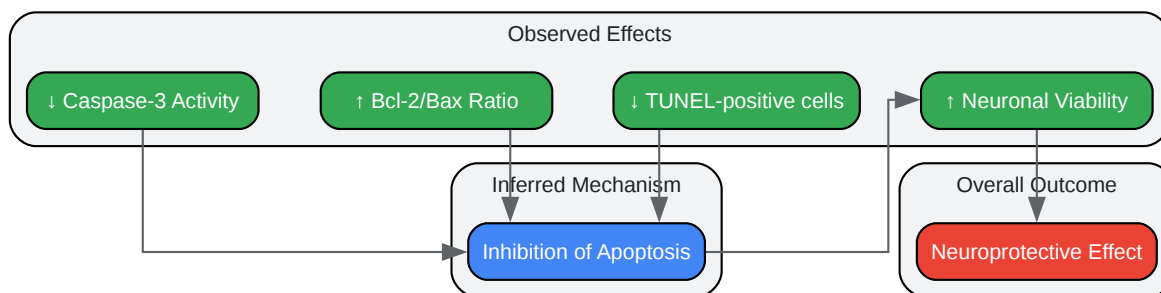 Observed Effects
↓ Caspase-3 Activity
↑ Bcl-2/Bax Ratio
↓ TUNEL-positive cells
↑ Neuronal Viability
Inferred Mechanism
Overall Outcome
Inhibition of Apoptosis
Neuroprotective Effect